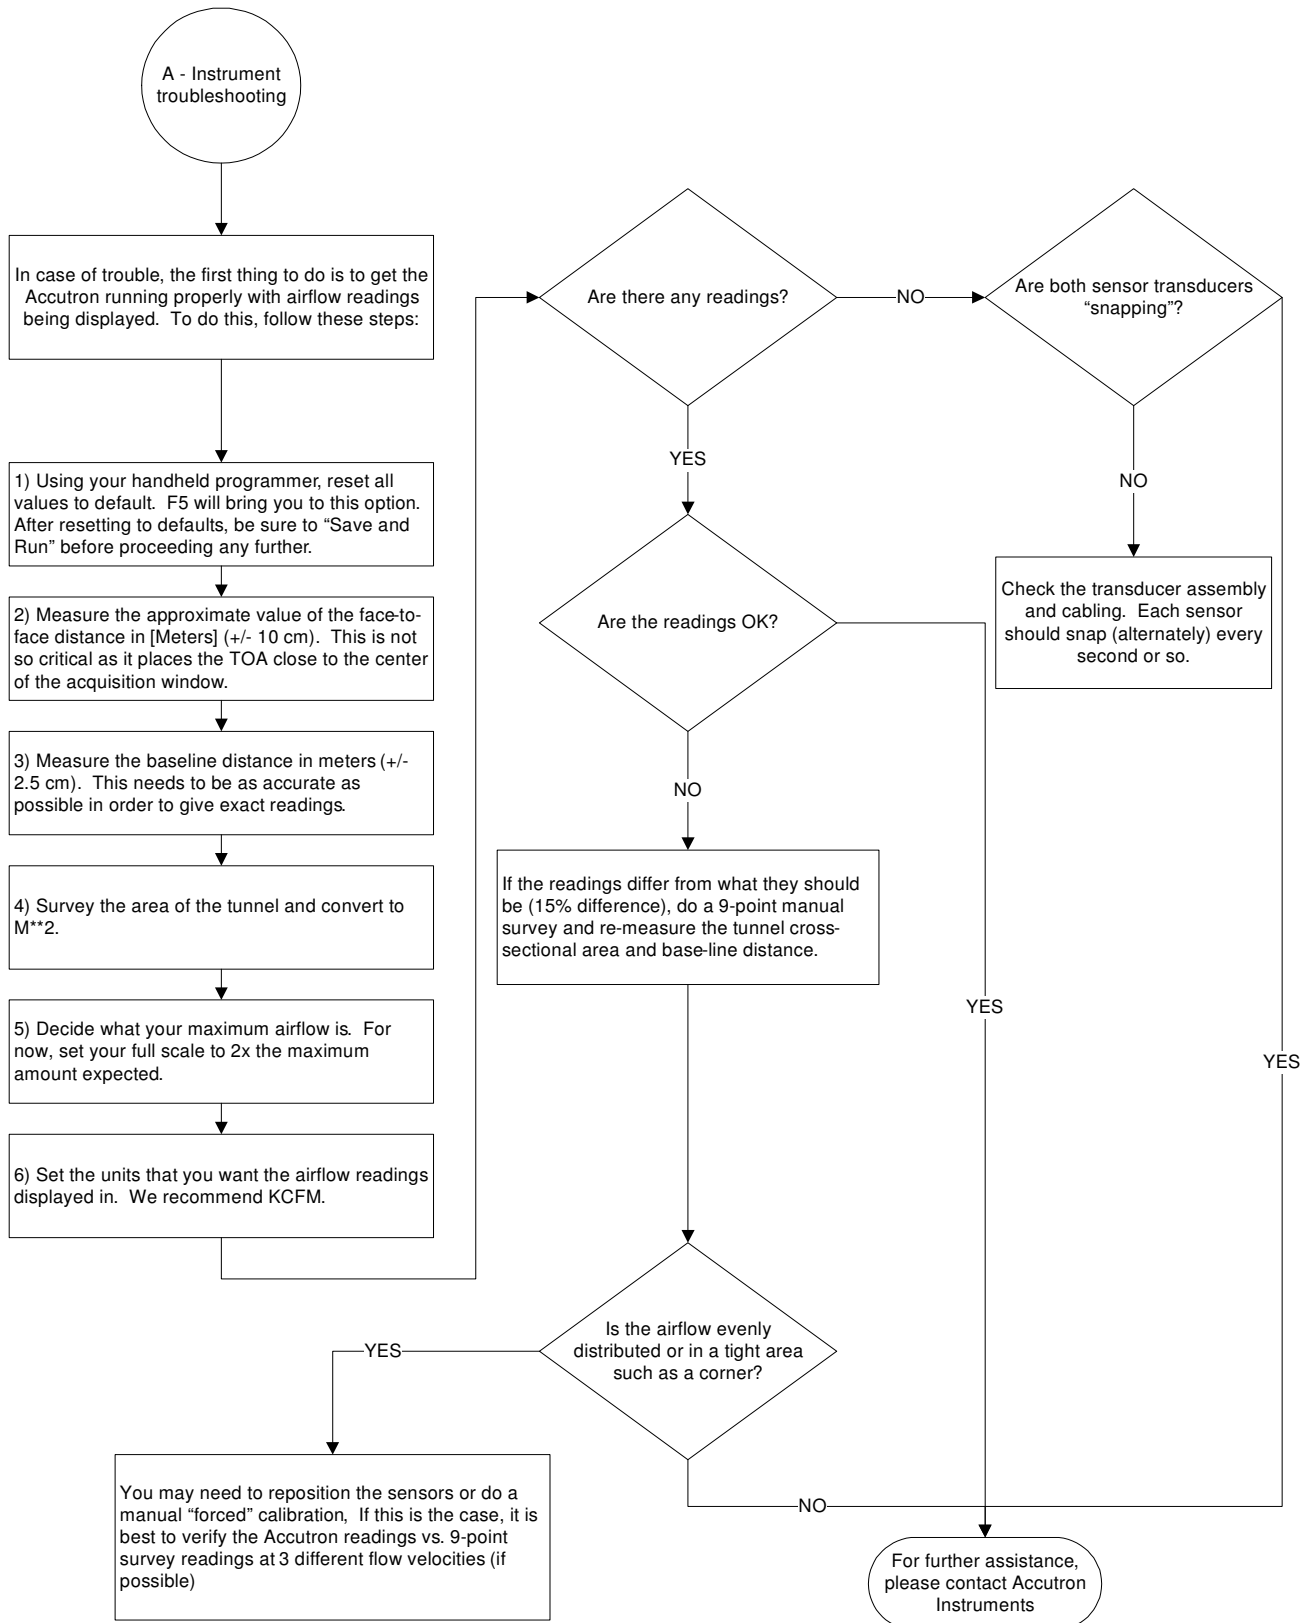 A - Instrument
troubleshooting
In case of trouble, the first thing to do is to get the
Accutron running properly with airflow readings
being displayed. To do this, follow these steps:
1) Using your handheld programmer, reset all
values to default. F5 will bring you to this option.
After resetting to defaults, be sure to “Save and
Run” before proceeding any further.
2) Measure the approximate value of the face-to-
face distance in [Meters] (+/- 10 cm). This is not
so critical as it places the TOA close to the center
of the acquisition window.
3) Measure the baseline distance in meters (+/-
2.5 cm). This needs to be as accurate as
possible in order to give exact readings.
4) Survey the area of the tunnel and convert to
M**2.
5) Decide what your maximum airflow is. For
now, set your full scale to 2x the maximum
amount expected.
6) Set the units that you want the airflow readings
displayed in. We recommend KCFM.
Are there any readings?
NO
Are both sensor transducers
“snapping”?
YES
NO
Check the transducer assembly
and cabling. Each sensor
should snap (alternately) every
second or so.
Are the readings OK?
NO
If the readings differ from what they should
be (15% difference), do a 9-point manual
survey and re-measure the tunnel cross-
sectional area and base-line distance.
YES
YES
Is the airflow evenly
distributed or in a tight area
such as a corner?
YES
You may need to reposition the sensors or do a
manual “forced” calibration, If this is the case, it is
best to verify the Accutron readings vs. 9-point
survey readings at 3 different flow velocities (if
possible)
NO
For further assistance,
please contact Accutron
Instruments